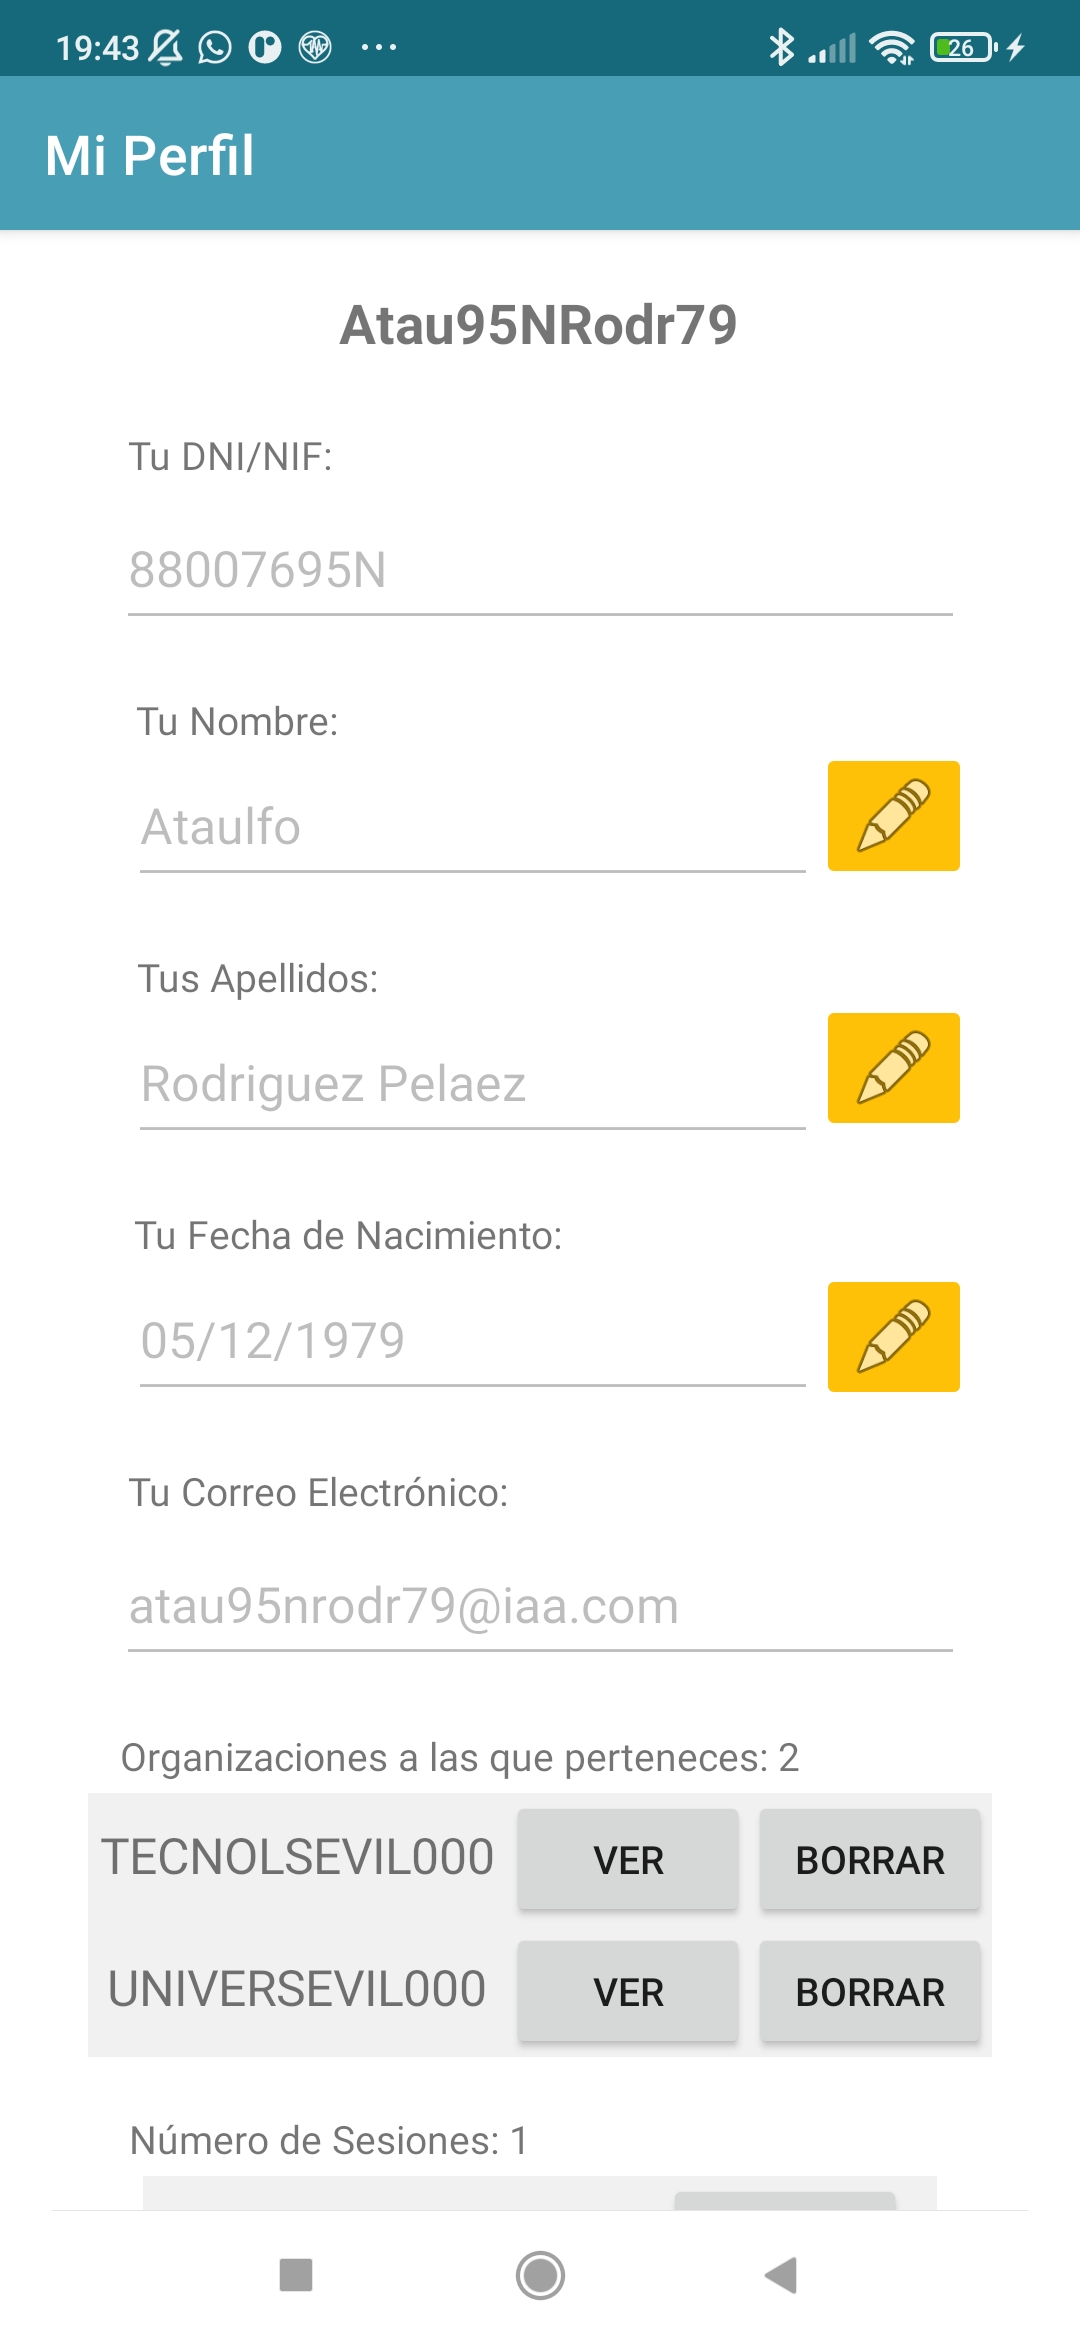 19:43
26
Mi Perfil
Atau95NRodr79
Tu DNI/NIF:
88007695N
Tu Nombre:
Ataulfo
Tus Apellidos:
Rodriguez Pelaez
Tu Fecha de Nacimiento:
05/12/1979
Tu Correo Electrónico:
atau95nrodr79@iaa.com
Organizaciones a las que perteneces: 2
TECNOLSEVIL000 VER BORRAR
UNIVERSEVIL000 VER BORRAR
Número de Sesiones: 1